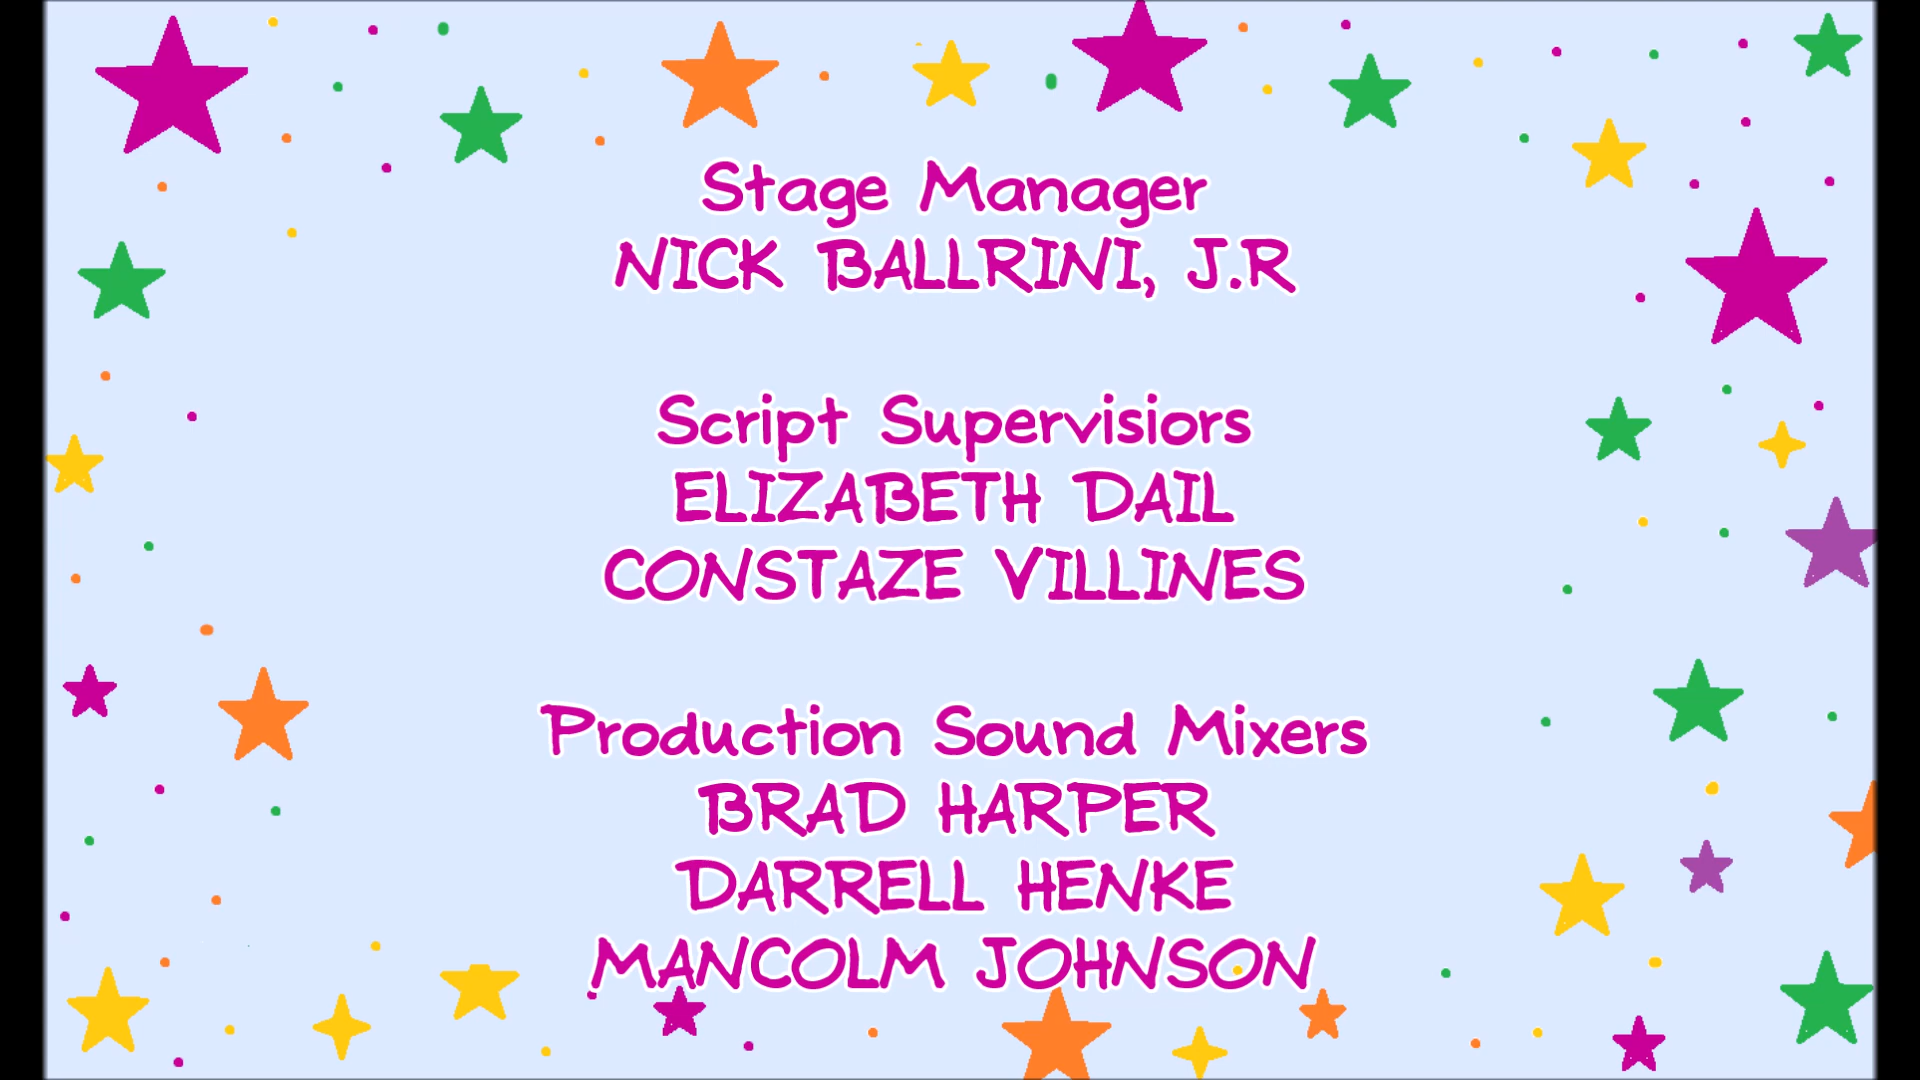 Stage Manager
NICK BALLRINI, J.R
Script Supervisiors
ELIZABETH DAIL
CONSTAZE VILLINES
Production Sound Mixers
BRAD HARPER
DARRELL HENKE
MANCOLM JOHNSON